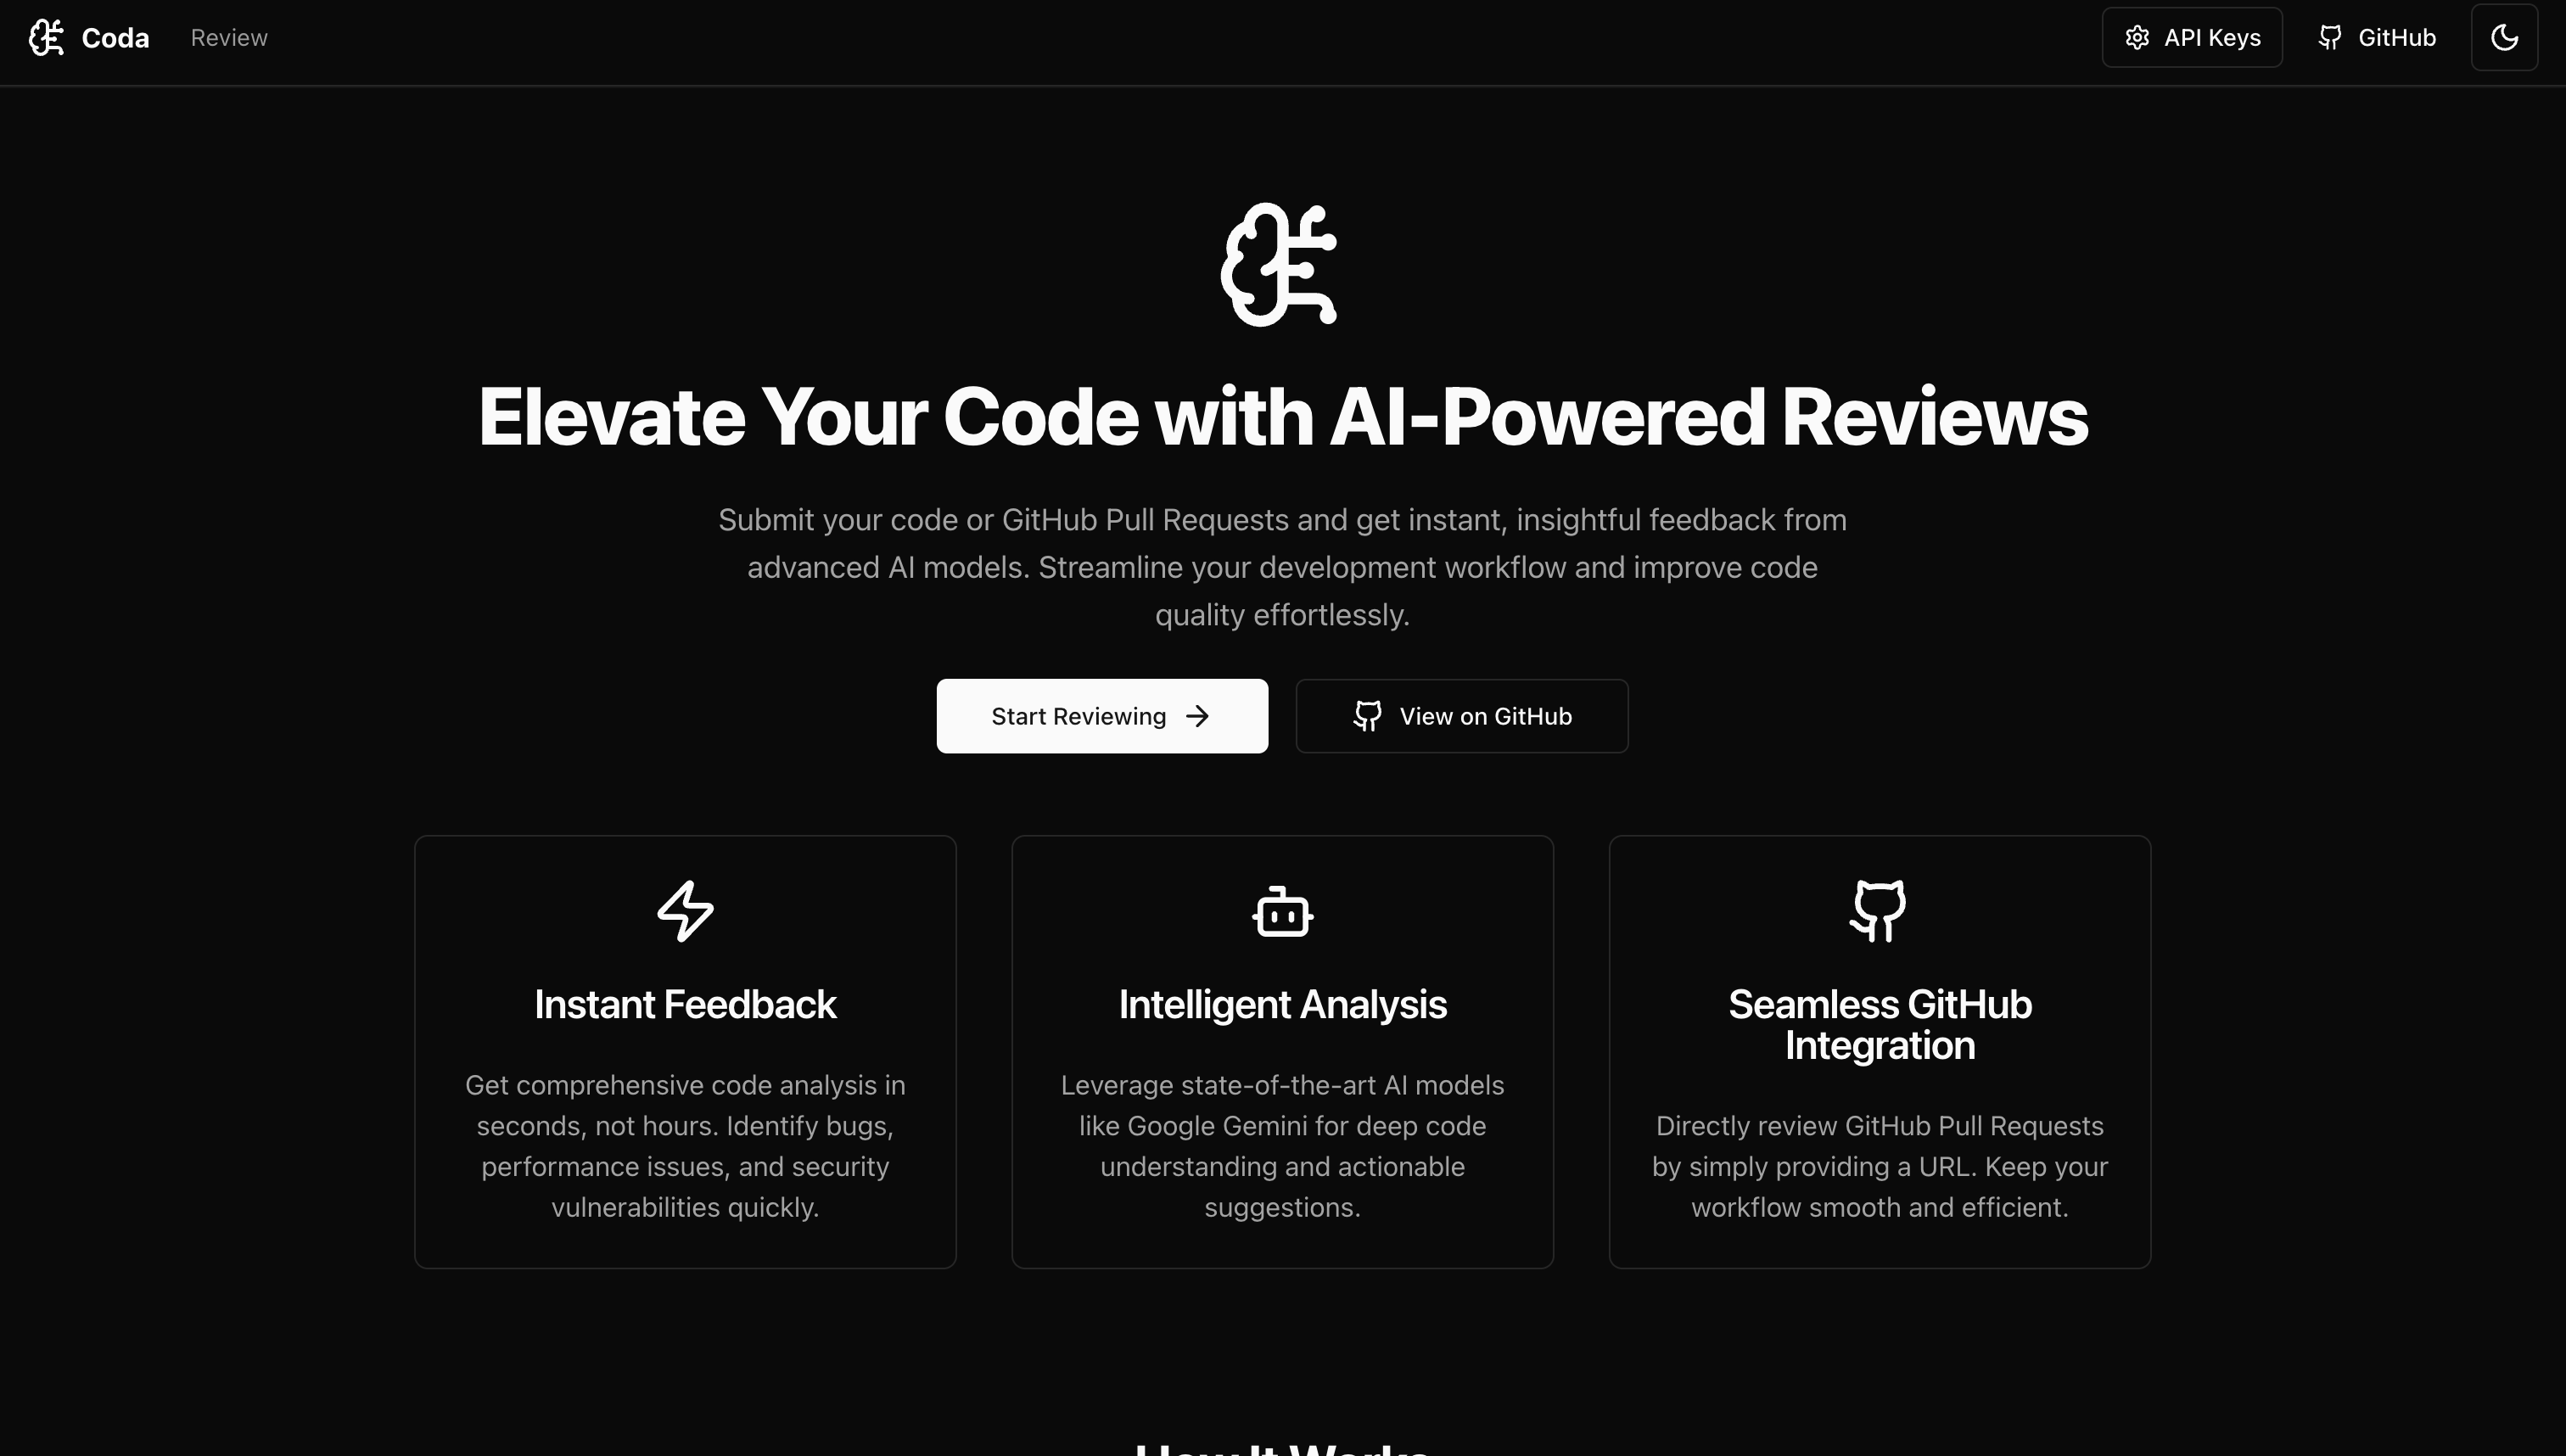 Coda
Review
API Keys
GitHub
Elevate Your Code with AI-Powered Reviews
Submit your code or GitHub Pull Requests and get instant, insightful feedback from
advanced AI models. Streamline your development workflow and improve code
quality effortlessly.
Start Reviewing
View on GitHub
Instant Feedback
Get comprehensive code analysis in
seconds, not hours. Identify bugs,
performance issues, and security
vulnerabilities quickly.
Intelligent Analysis
Leverage state-of-the-art AI models
like Google Gemini for deep code
understanding and actionable
suggestions.
Seamless GitHub
Integration
Directly review GitHub Pull Requests
by simply providing a URL. Keep your
workflow smooth and efficient.
How It Works